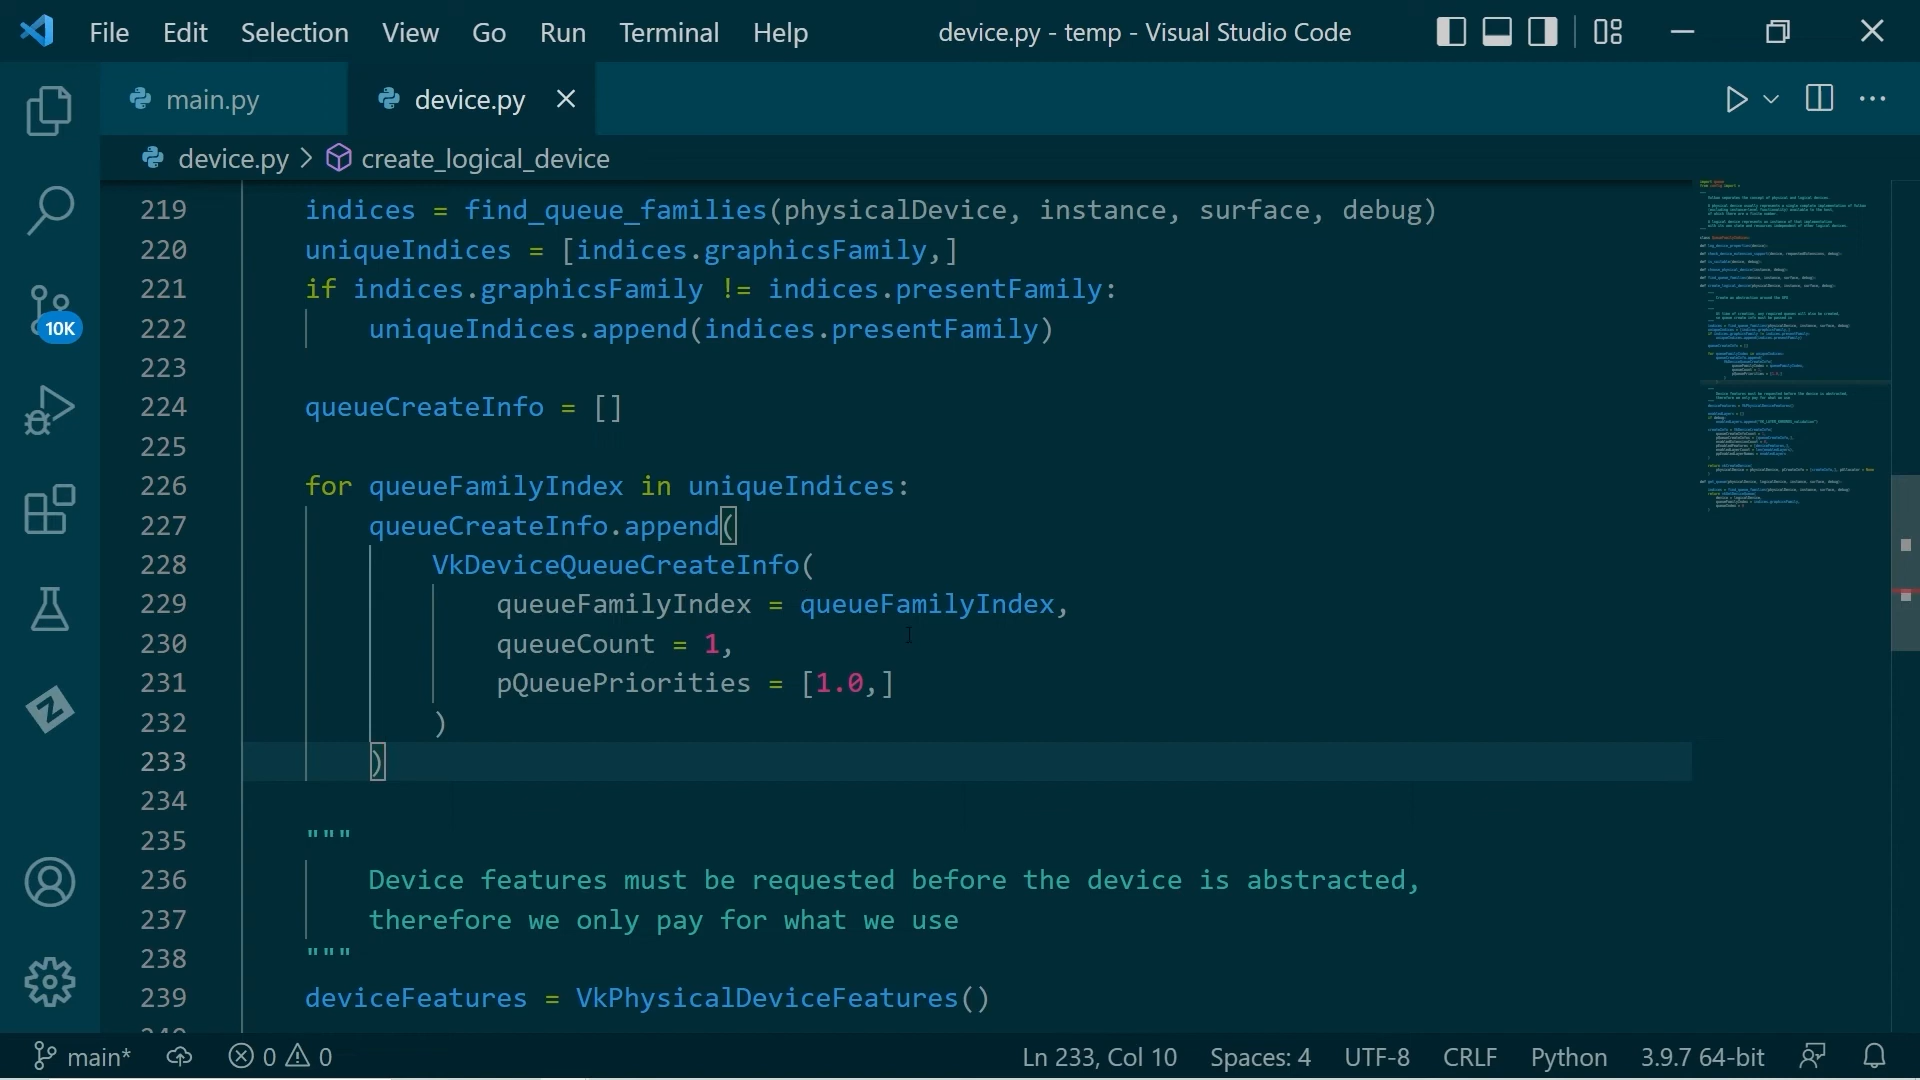 File Edit Selection View Go Run Terminal Help device.py - temp - Visual Studio Code
main.py device.py
device.py > create_logical_device
219 indices = find_queue_families(physicalDevice, instance, surface, debug)
220 uniqueIndices = [indices.graphicsFamily,]
221 if indices.graphicsFamily != indices.presentFamily:
222 uniqueIndices.append(indices.presentFamily)
223
224 queueCreateInfo = []
225
226 for queueFamilyIndex in uniqueIndices:
227 queueCreateInfo.append(
228 VkDeviceQueueCreateInfo(
229 queueFamilyIndex = queueFamilyIndex,
230 queueCount = 1,
231 pQueuePriorities = [1.0,]
232 )
233 )
234
235 """
236 Device features must be requested before the device is abstracted,
237 therefore we only pay for what we use
238 """
239 deviceFeatures = VkPhysicalDeviceFeatures()
10K
main* 0 0 Ln 233, Col 10 Spaces: 4 UTF-8 CRLF Python 3.9.7 64-bit